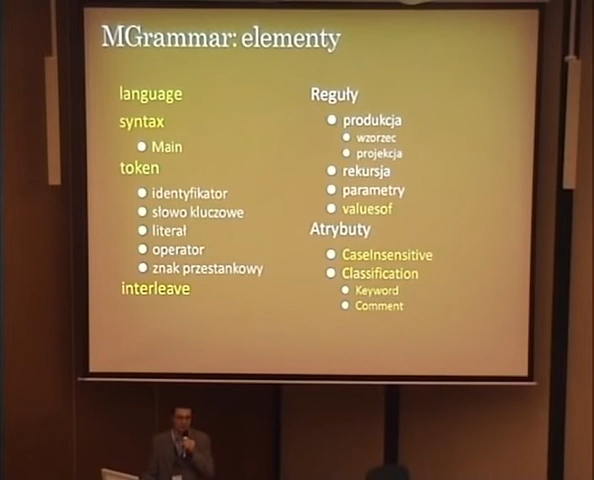 MGrammar: elementy
language
syntax
Main
token
identyfikator
słowo kluczowe
literał
operator
znak przestankowy
interleave
Reguły
produkcja
wzorzec
projekcja
rekursja
parametry
valuesof
Atrybuty
CaseInsensitive
Classification
Keyword
Comment